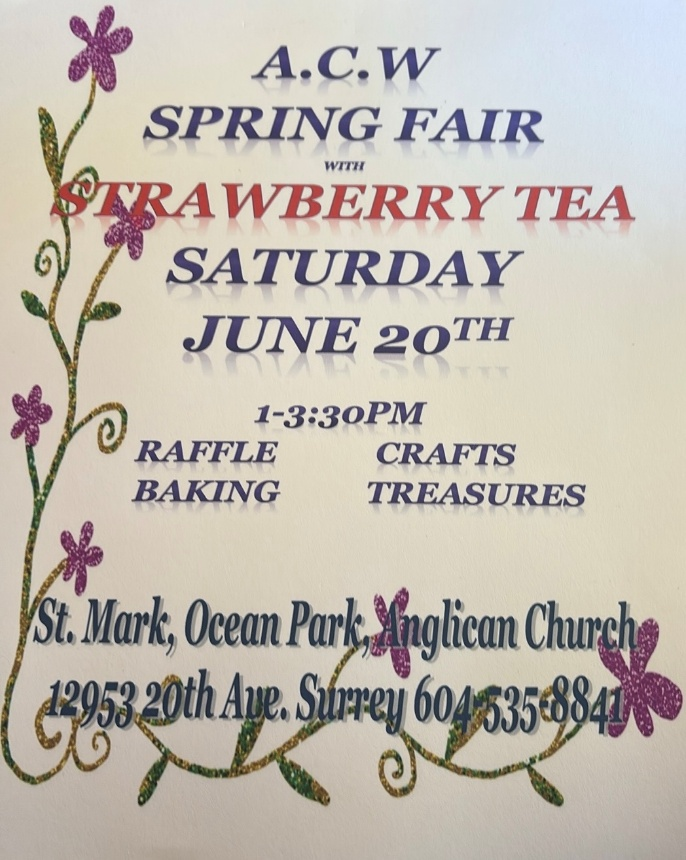 A.C.W
SPRING FAIR
WITH
STRAWBERRY TEA
SATURDAY
JUNE 20TH
1-3:30PM
RAFFLE CRAFTS
BAKING TREASURES
St. Mark, Ocean Park, Anglican Church
12953 20th Ave. Surrey 604-535-8841